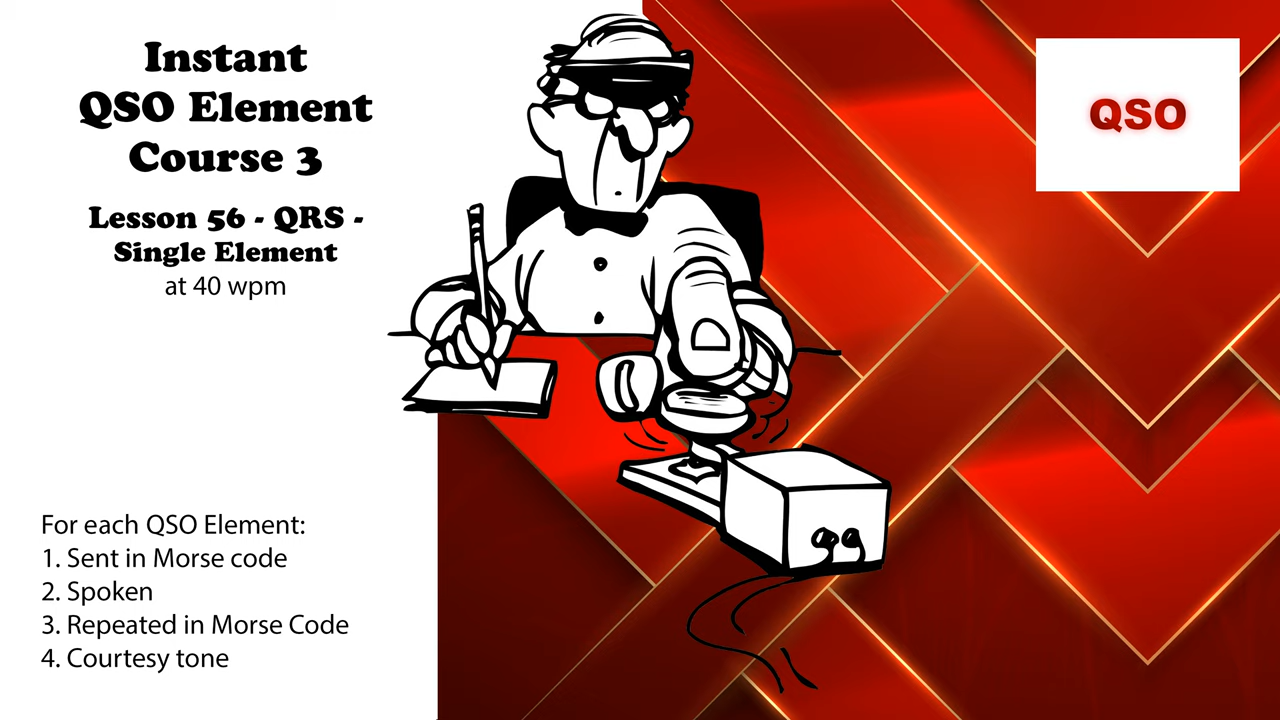 Instant
QSO Element
Course 3
Lesson 56 - QRS -
Single Element
at 40 wpm
QSO
For each QSO Element:
1. Sent in Morse code
2. Spoken
3. Repeated in Morse Code
4. Courtesy tone